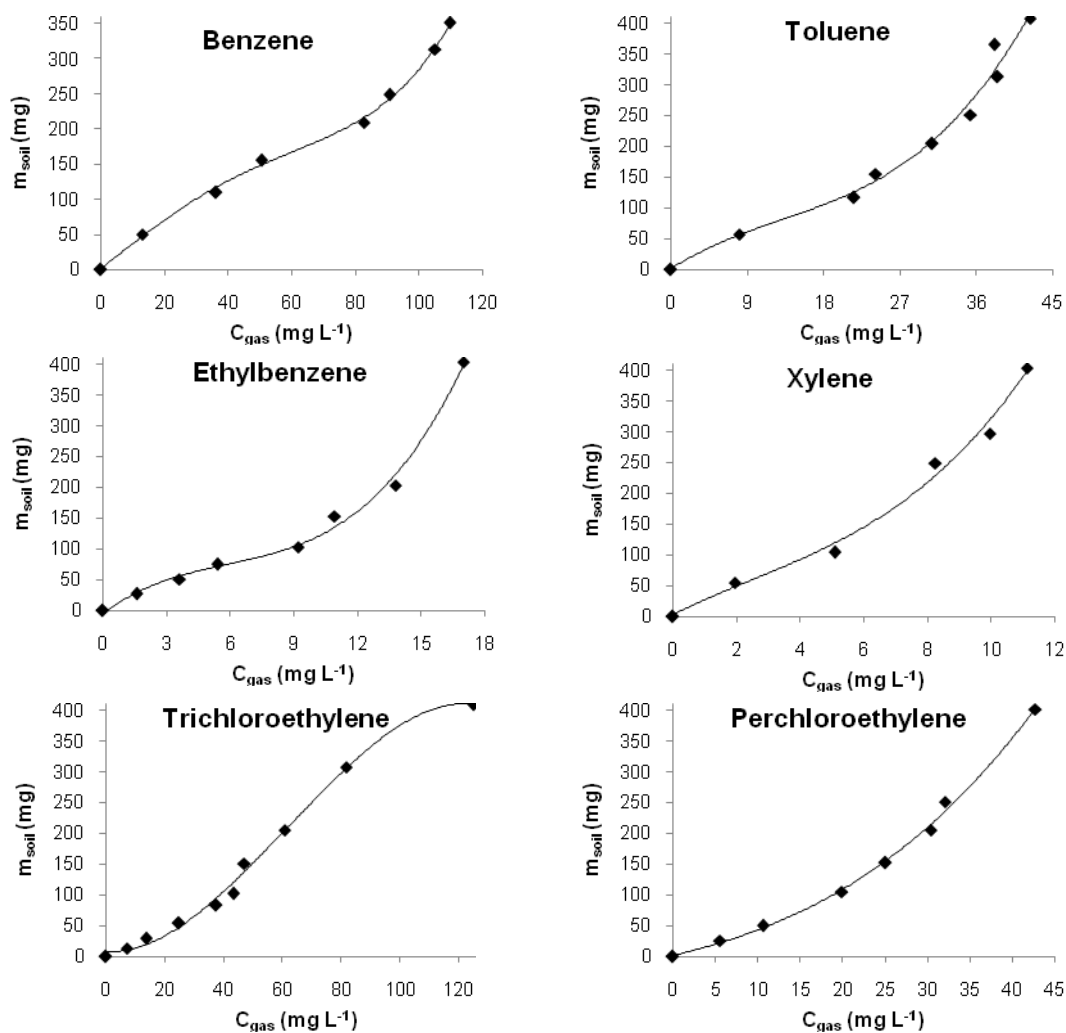 Benzene
350
300
250
200
150
100
50
0
m_soil (mg)
0 20 40 60 80 100 120
C_gas (mg L⁻¹)
Toluene
400
350
300
250
200
150
100
50
0
m_soil (mg)
0 9 18 27 36 45
C_gas (mg L⁻¹)
Ethylbenzene
400
350
300
250
200
150
100
50
0
m_soil (mg)
0 3 6 9 12 15 18
C_gas (mg L⁻¹)
Xylene
400
350
300
250
200
150
100
50
0
m_soil (mg)
0 2 4 6 8 10 12
C_gas (mg L⁻¹)
Trichloroethylene
400
350
300
250
200
150
100
50
0
m_soil (mg)
0 20 40 60 80 100 120
C_gas (mg L⁻¹)
Perchloroethylene
400
350
300
250
200
150
100
50
0
m_soil (mg)
0 5 10 15 20 25 30 35 40 45
C_gas (mg L⁻¹)